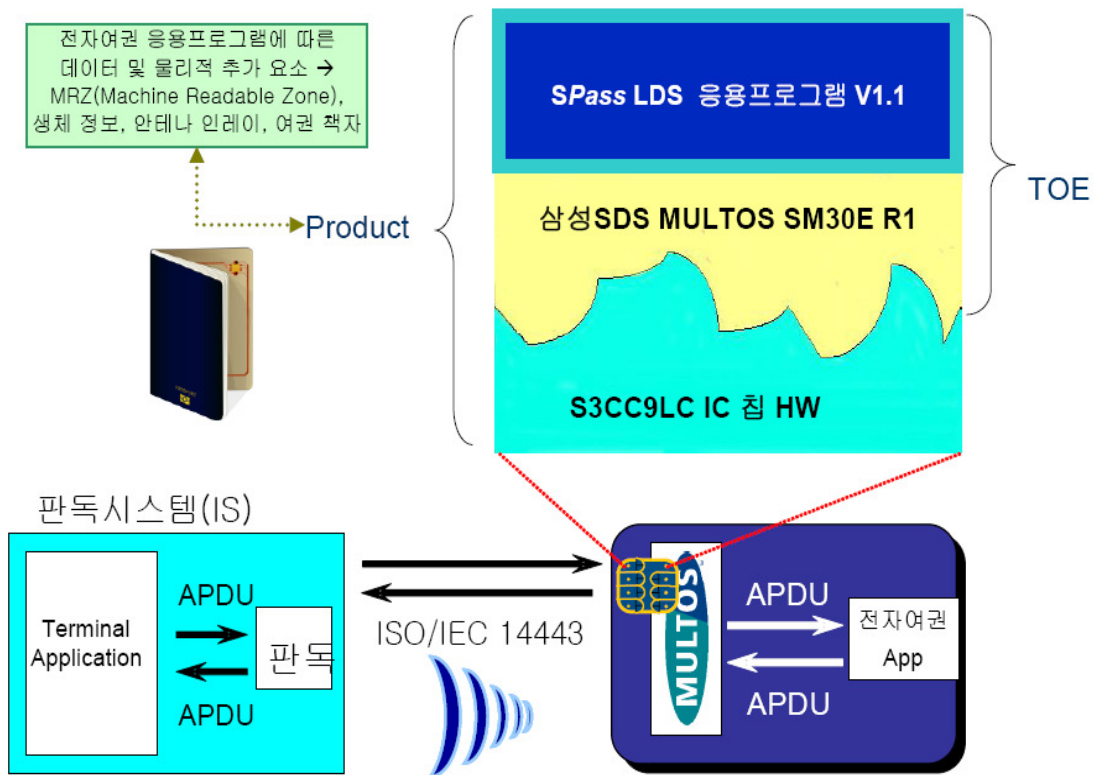 전자여권 응용프로그램에 따른
데이터 및 물리적 추가 요소 →
MRZ(Machine Readable Zone),
생체 정보, 안테나 인레이, 여권 책자
Product
SPass LDS 응용프로그램 V1.1
삼성SDS MULTOS SM30E R1
S3CC9LC IC 칩 HW
TOE
판독시스템(IS)
Terminal
Application
APDU
판독
APDU
ISO/IEC 14443
MULTOS
APDU
전자여권
App
APDU